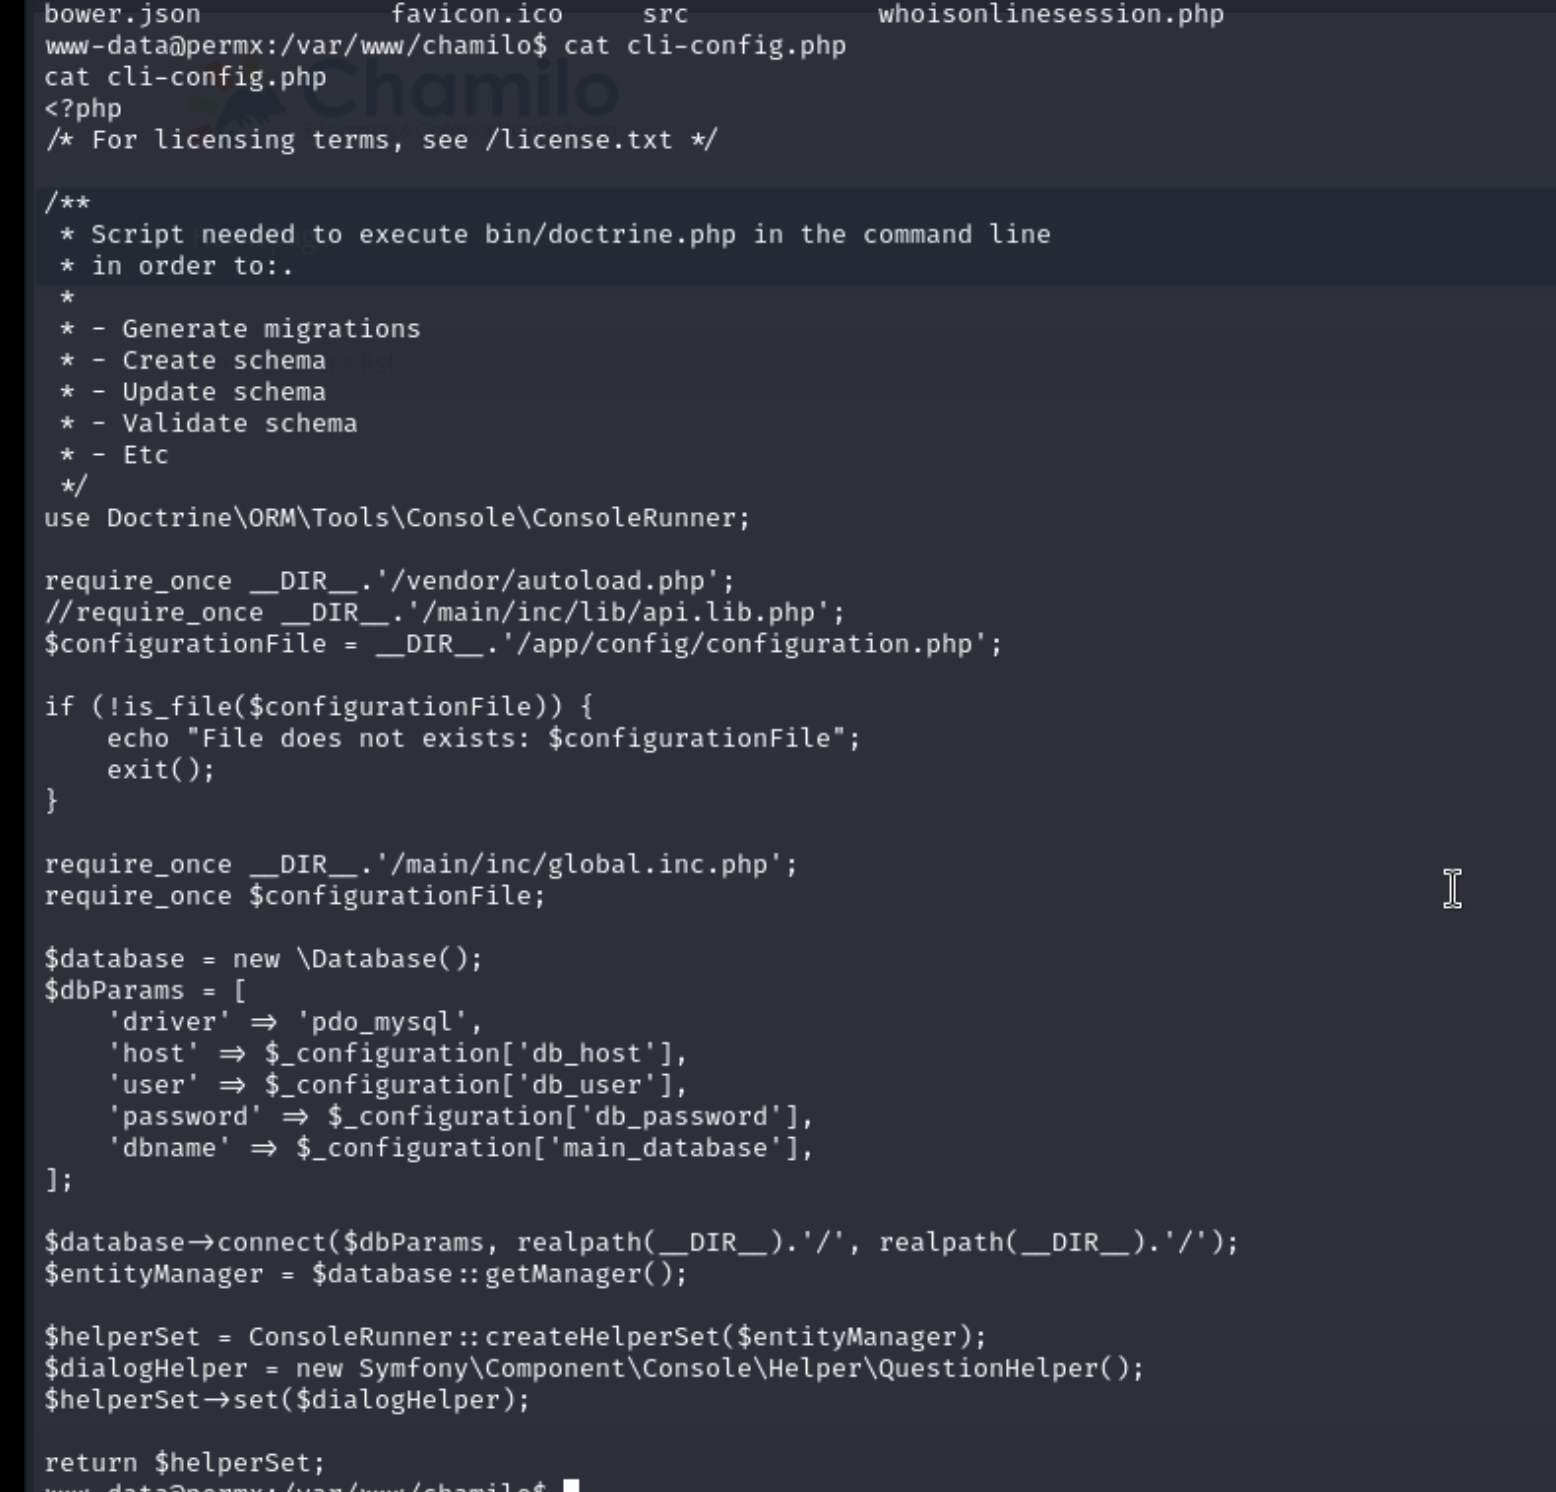 bower.json favicon.ico src whoisonlinesession.php
www-data@permx:/var/www/chamilo$ cat cli-config.php
cat cli-config.php
Chamilo
<?php
/* For licensing terms, see /license.txt */
/**
 * Script needed to execute bin/doctrine.php in the command line
 * in order to:.
 *
 * - Generate migrations
 * - Create schema
 * - Update schema
 * - Validate schema
 * - Etc
 */
use Doctrine\ORM\Tools\Console\ConsoleRunner;
require_once __DIR__.'/vendor/autoload.php';
//require_once __DIR__.'/main/inc/lib/api.lib.php';
$configurationFile = __DIR__.'/app/config/configuration.php';
if (!is_file($configurationFile)) {
    echo "File does not exists: $configurationFile";
    exit();
}
require_once __DIR__.'/main/inc/global.inc.php';
require_once $configurationFile;
$database = new \Database();
$dbParams = [
    'driver' => 'pdo_mysql',
    'host' => $_configuration['db_host'],
    'user' => $_configuration['db_user'],
    'password' => $_configuration['db_password'],
    'dbname' => $_configuration['main_database'],
];
$database->connect($dbParams, realpath(__DIR__).'/', realpath(__DIR__).'/');
$entityManager = $database::getManager();
$helperSet = ConsoleRunner::createHelperSet($entityManager);
$dialogHelper = new Symfony\Component\Console\Helper\QuestionHelper();
$helperSet->set($dialogHelper);
return $helperSet;
www-data@permx:/var/www/chamilo$